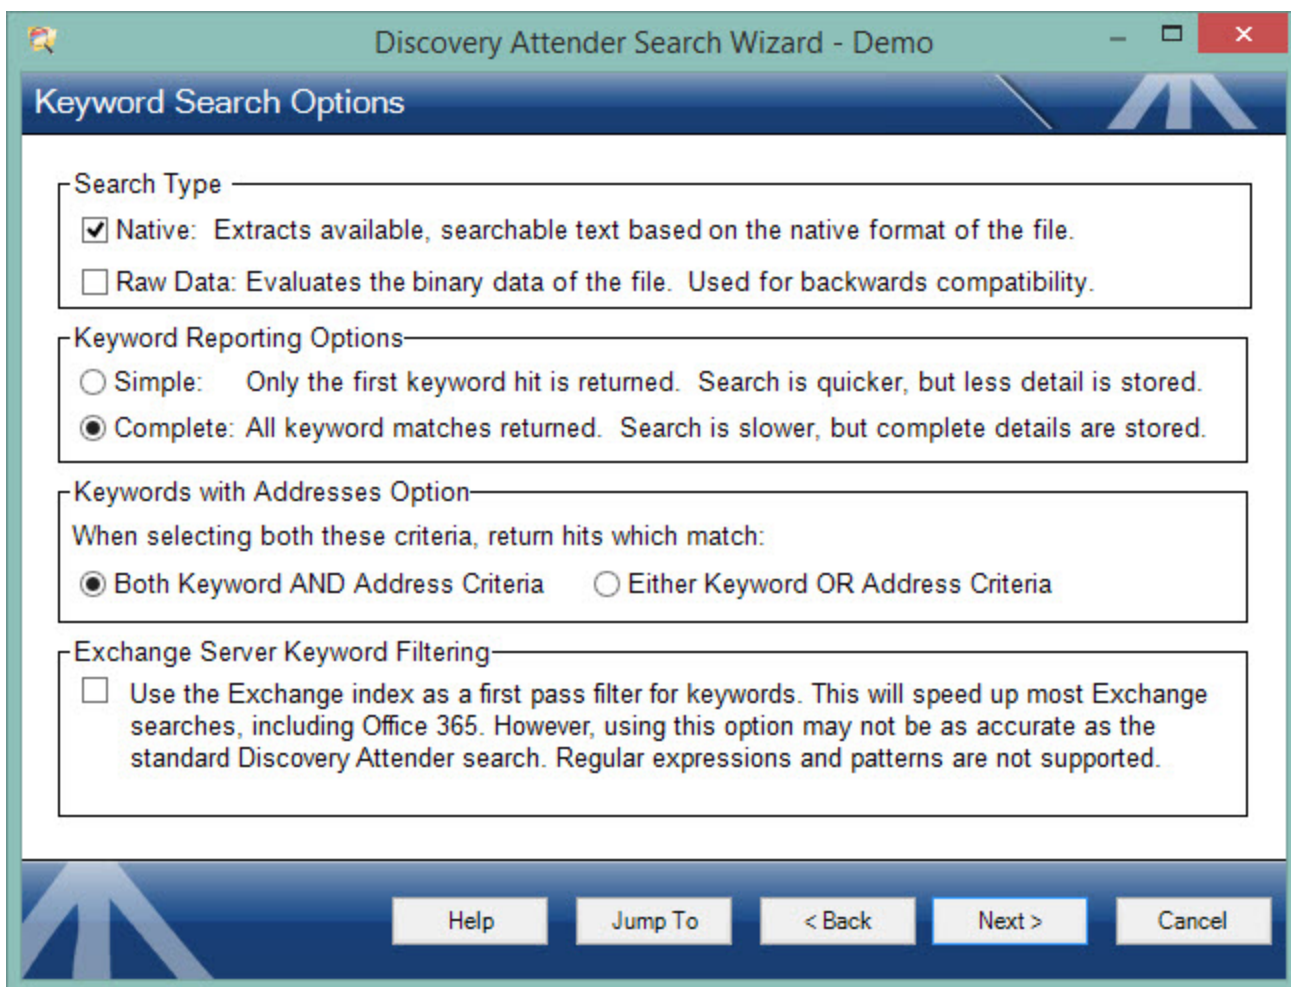 Discovery Attender Search Wizard - Demo
Keyword Search Options
Search Type
Native: Extracts available, searchable text based on the native format of the file.
Raw Data: Evaluates the binary data of the file. Used for backwards compatibility.
Keyword Reporting Options
Simple: Only the first keyword hit is returned. Search is quicker, but less detail is stored.
Complete: All keyword matches returned. Search is slower, but complete details are stored.
Keywords with Addresses Option
When selecting both these criteria, return hits which match:
Both Keyword AND Address Criteria Either Keyword OR Address Criteria
Exchange Server Keyword Filtering
Use the Exchange index as a first pass filter for keywords. This will speed up most Exchange
searches, including Office 365. However, using this option may not be as accurate as the
standard Discovery Attender search. Regular expressions and patterns are not supported.
Help Jump To < Back Next > Cancel